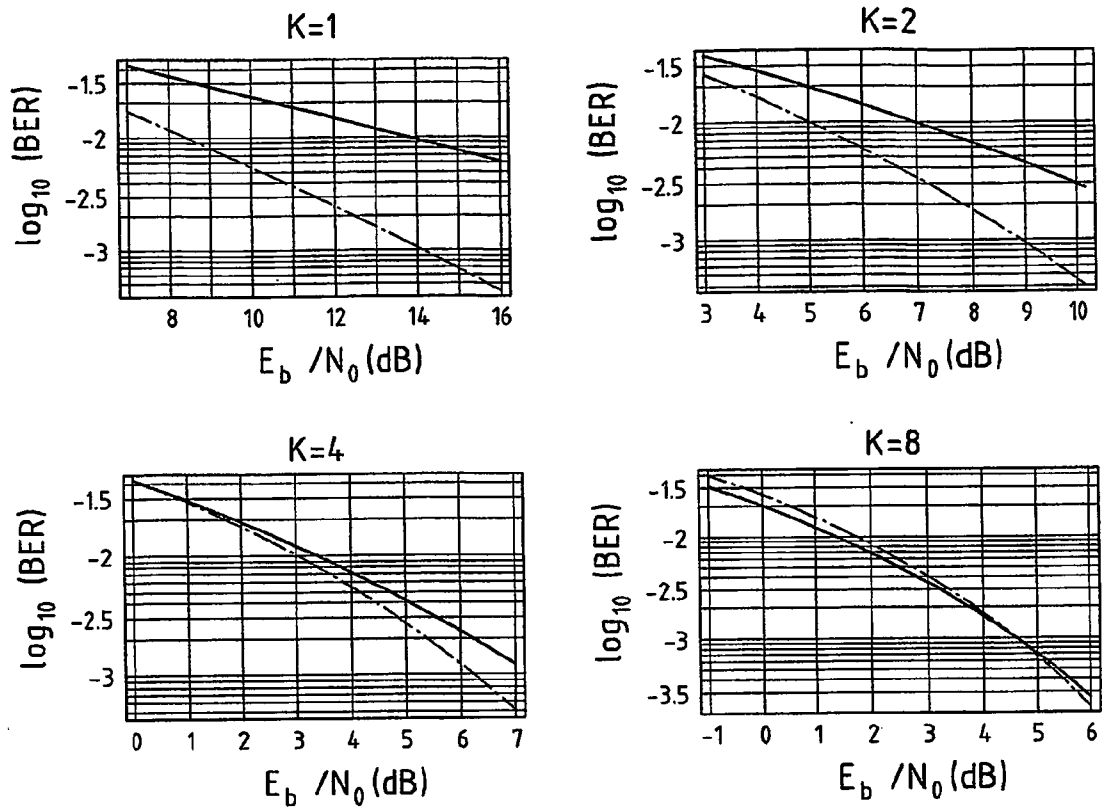 K=1
log10 (BER)
-1.5
-2
-2.5
-3
8 10 12 14 16
Eb /N0 (dB)
K=2
log10 (BER)
-1.5
-2
-2.5
-3
3 4 5 6 7 8 9 10
Eb /N0 (dB)
K=4
log10 (BER)
-1.5
-2
-2.5
-3
0 1 2 3 4 5 6 7
Eb /N0 (dB)
K=8
log10 (BER)
-1.5
-2
-2.5
-3
-3.5
-1 0 1 2 3 4 5 6
Eb /N0 (dB)